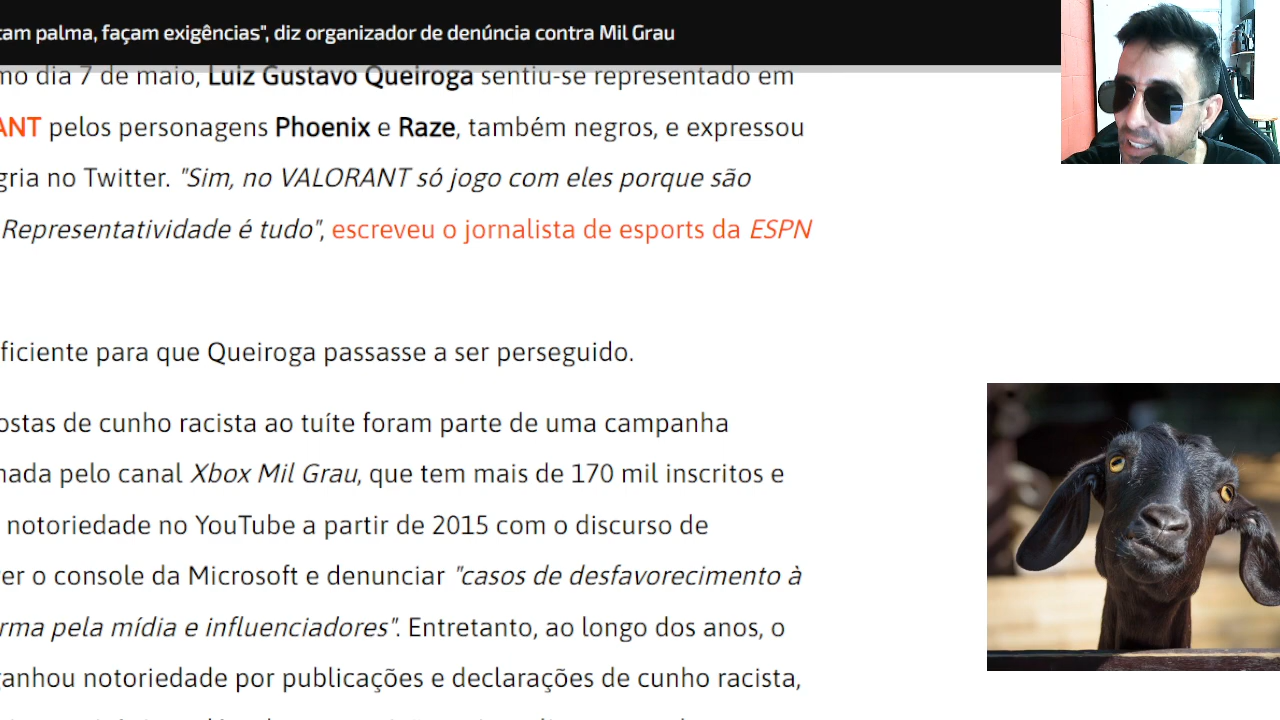 tam palma, façam exigências", diz organizador de denúncia contra Mil Grau
mo dia 7 de maio, Luiz Gustavo Queiroga sentiu-se representado em
ANT pelos personagens Phoenix e Raze, também negros, e expressou
gria no Twitter. "Sim, no VALORANT só jogo com eles porque são
Representatividade é tudo", escreveu o jornalista de esports da ESPN
ficiente para que Queiroga passasse a ser perseguido.
ostas de cunho racista ao tuíte foram parte de uma campanha
nada pelo canal Xbox Mil Grau, que tem mais de 170 mil inscritos e
notoriedade no YouTube a partir de 2015 com o discurso de
er o console da Microsoft e denunciar "casos de desfavorecimento à
rma pela mídia e influenciadores". Entretanto, ao longo dos anos, o
ganhou notoriedade por publicações e declarações de cunho racista,